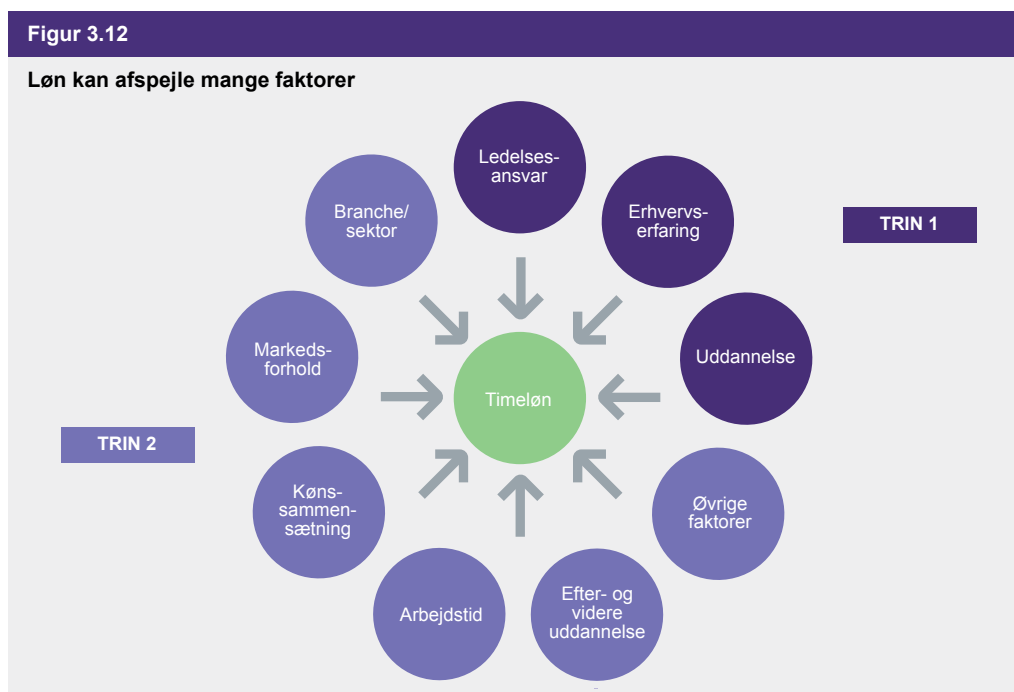 Figur 3.12
Løn kan afspejle mange faktorer
Ledelses-
ansvar
Branche/
sektor
Erhvervs-
erfaring
TRIN 1
Markeds-
forhold
Timeløn
Uddannelse
TRIN 2
Køns-
sammen-
sætning
Øvrige
faktorer
Arbejdstid
Efter- og
videre
uddannelse